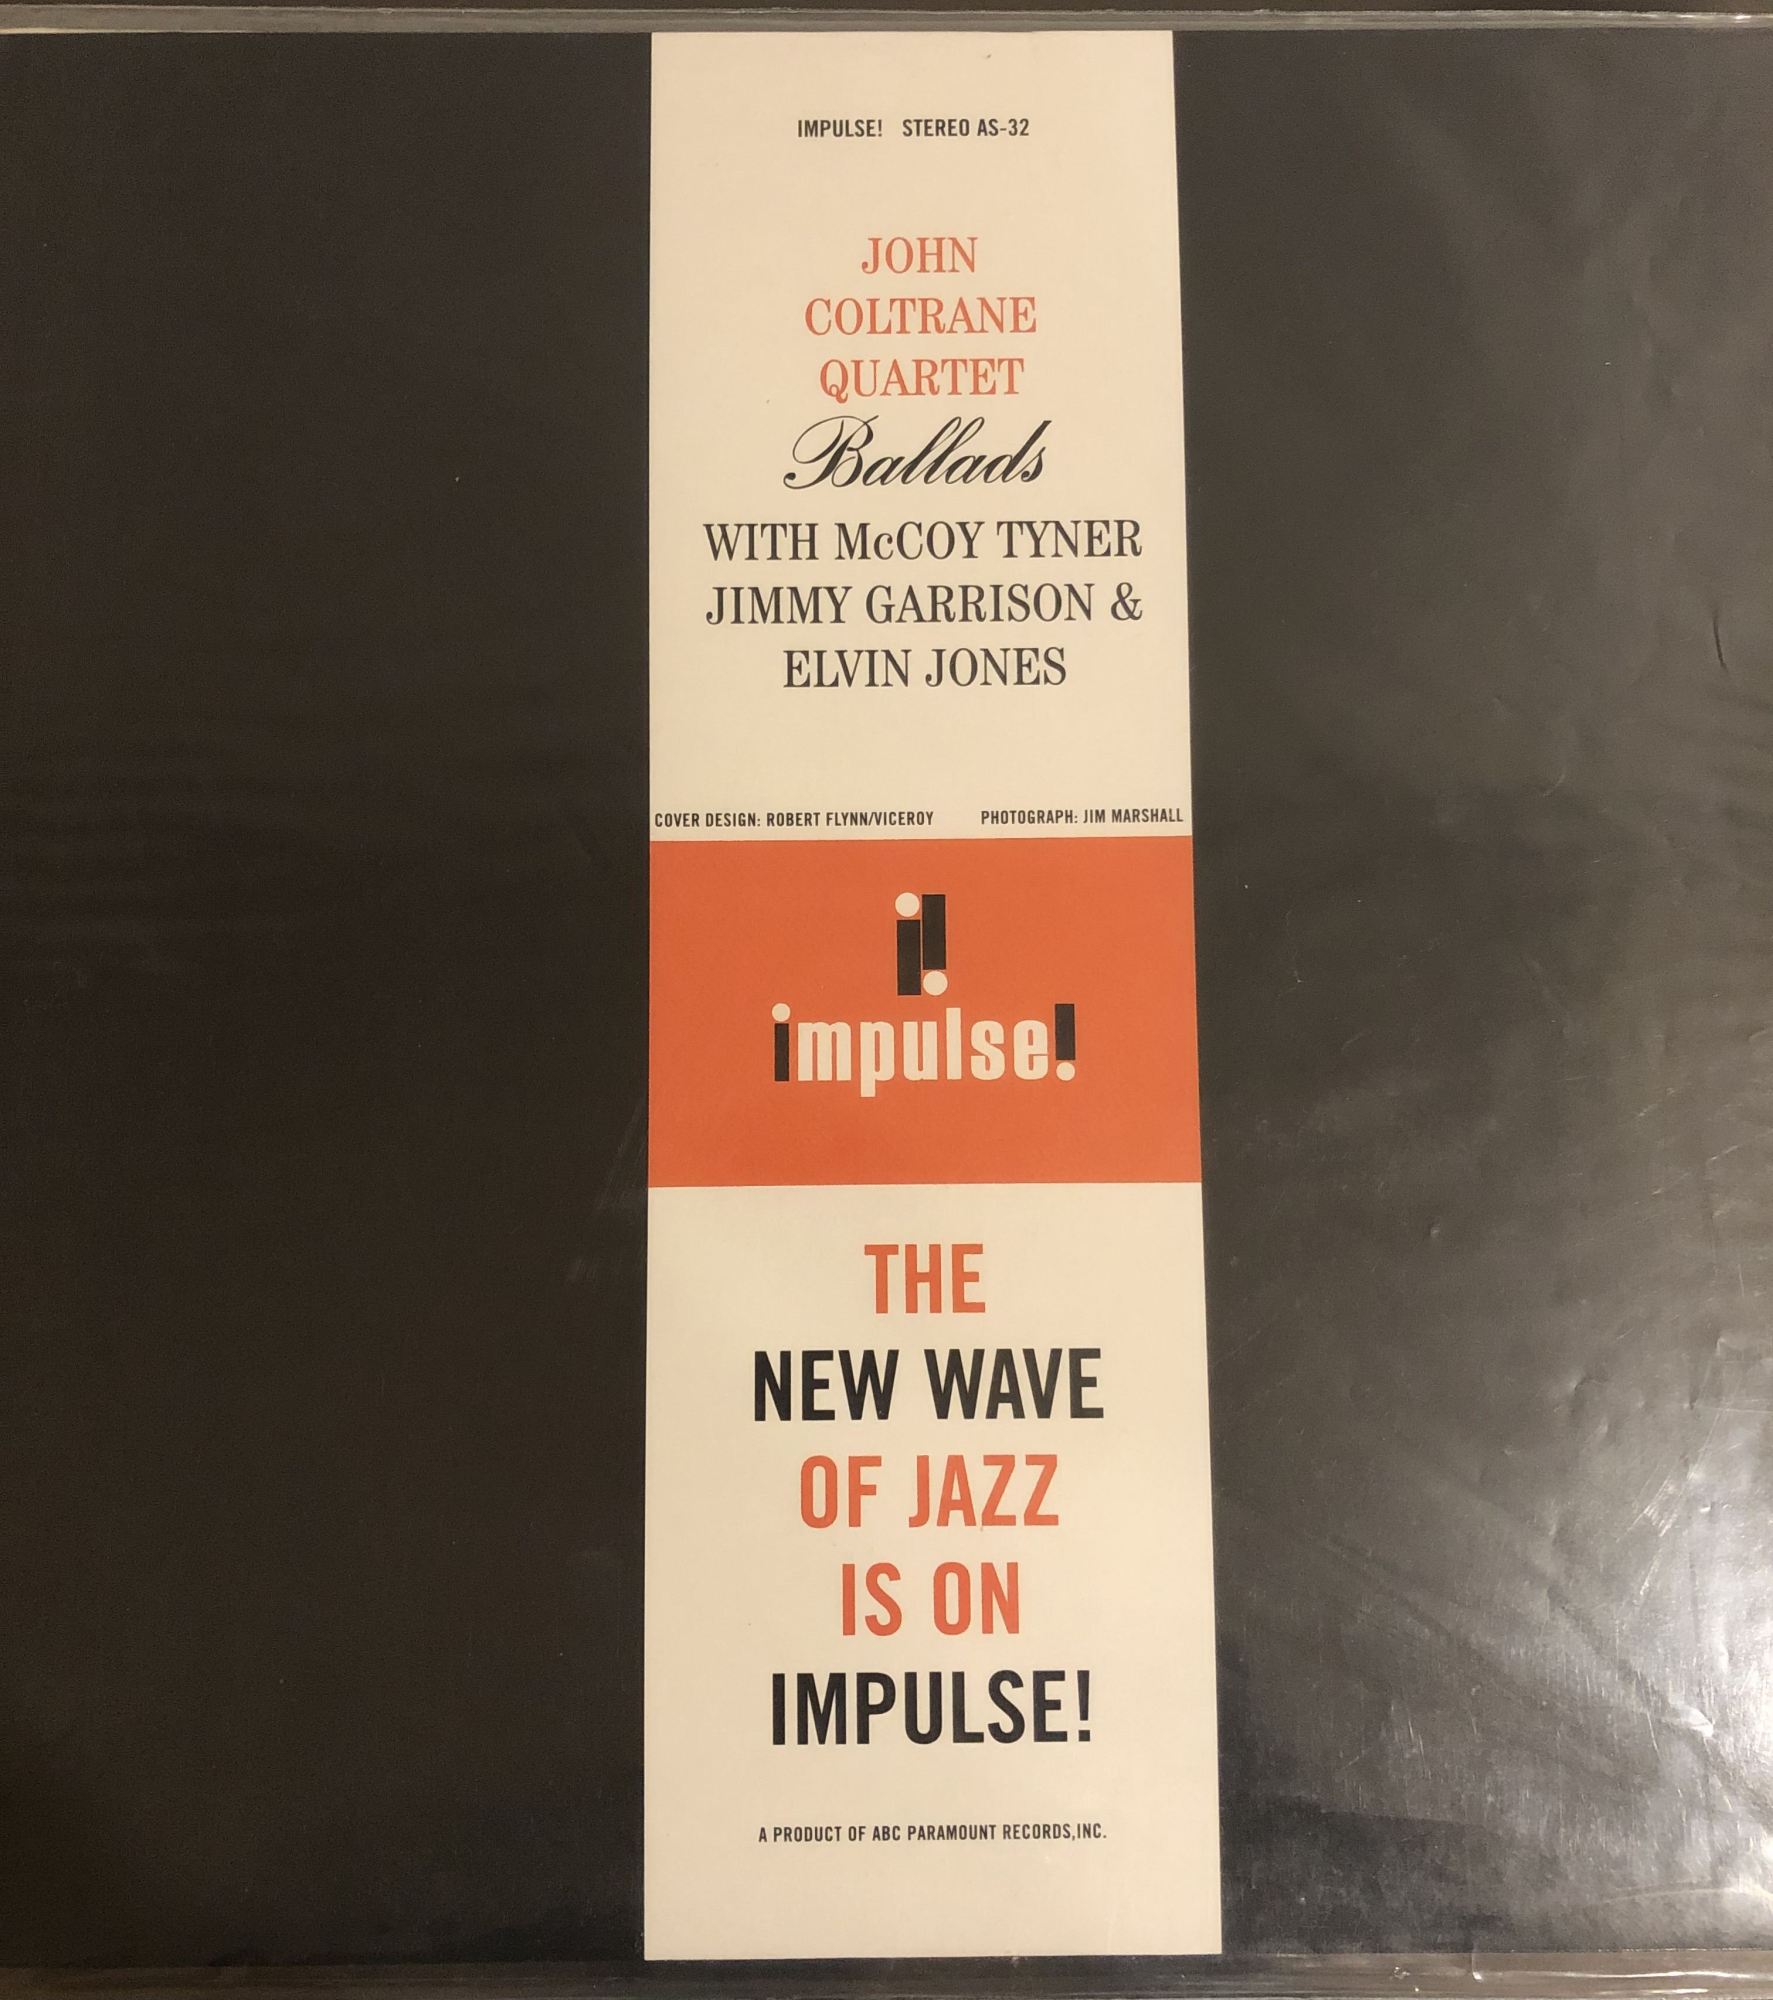 IMPULSE! STEREO AS-32
JOHN
COLTRANE
QUARTET
Ballads
WITH McCOY TYNER
JIMMY GARRISON &
ELVIN JONES
COVER DESIGN: ROBERT FLYNN/VICEROY PHOTOGRAPH: JIM MARSHALL
i!
impulse!
THE
NEW WAVE
OF JAZZ
IS ON
IMPULSE!
A PRODUCT OF ABC PARAMOUNT RECORDS,INC.